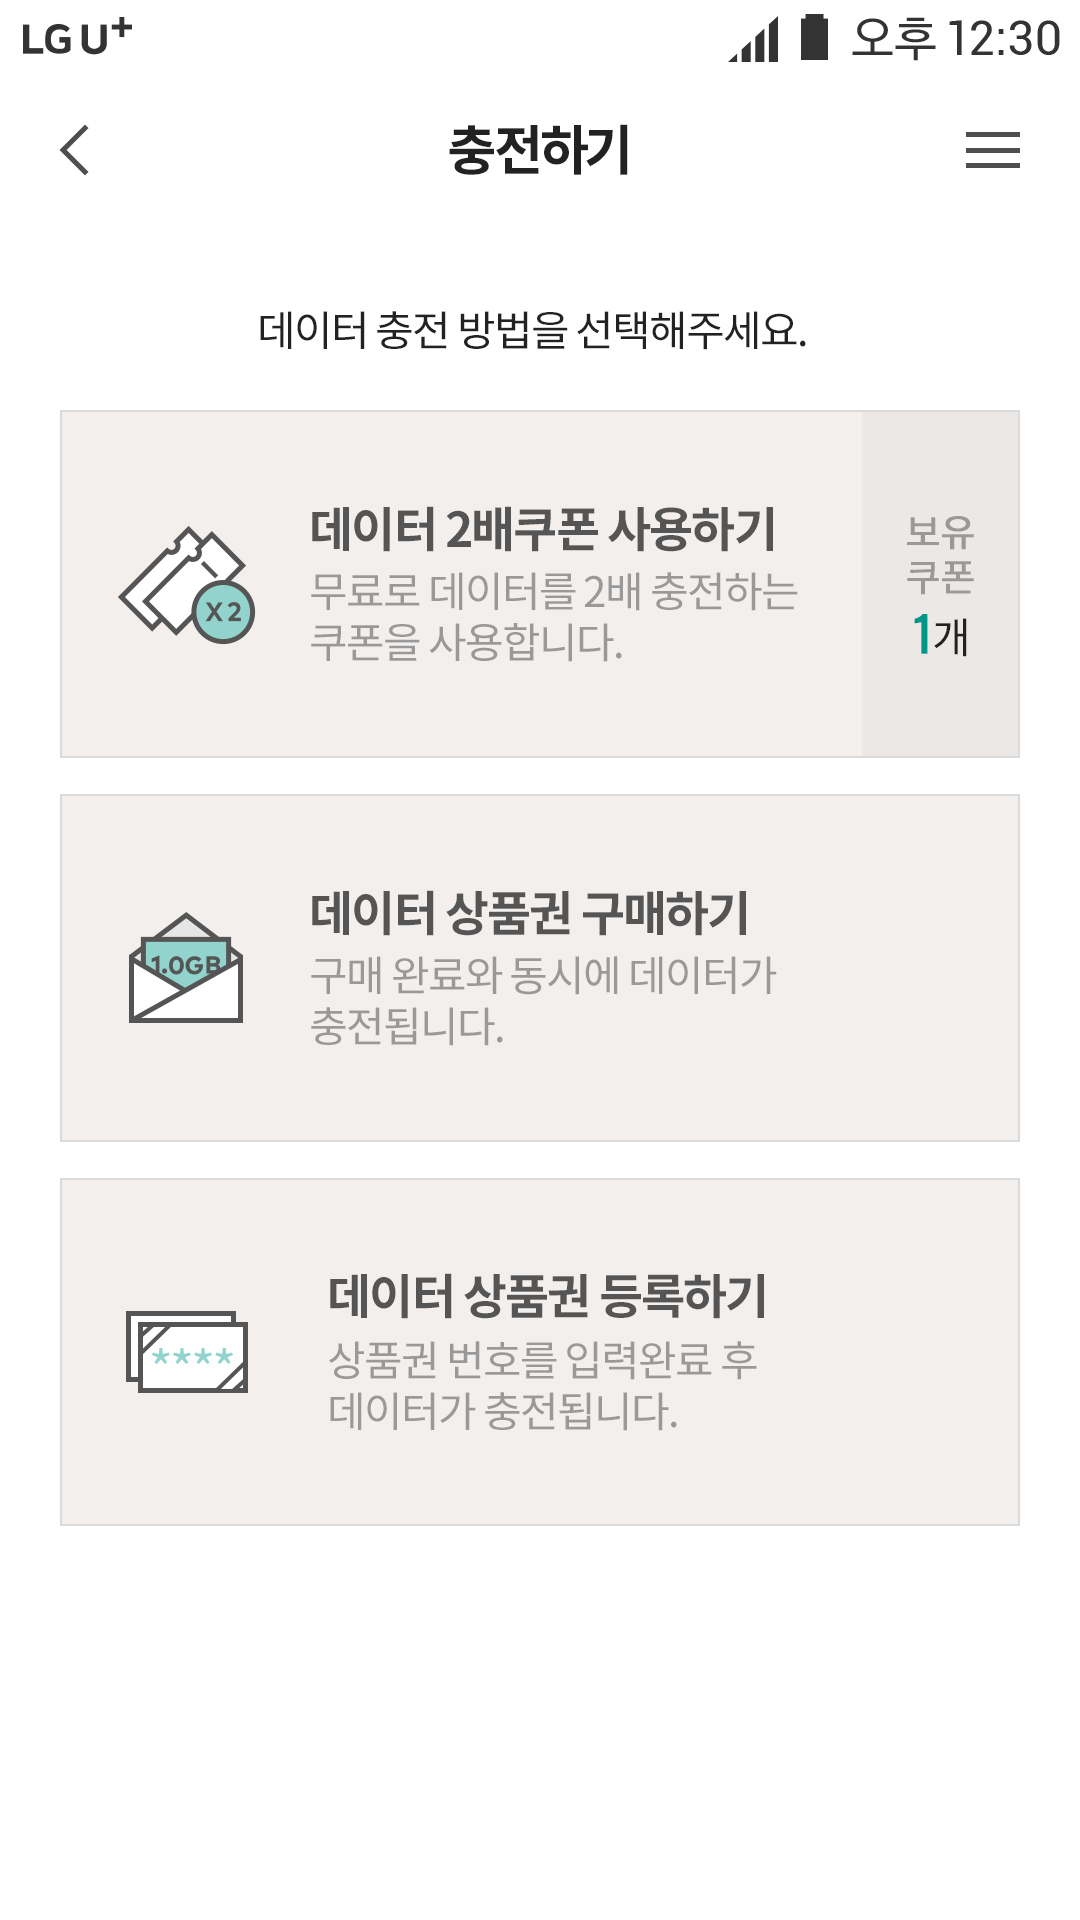 LG U+ 오후 12:30
충전하기
데이터 충전 방법을 선택해주세요.
데이터 2배쿠폰 사용하기
무료로 데이터를 2배 충전하는
쿠폰을 사용합니다.
X2
보유
쿠폰
1개
데이터 상품권 구매하기
구매 완료와 동시에 데이터가
충전됩니다.
1.0GB
데이터 상품권 등록하기
상품권 번호를 입력완료 후
데이터가 충전됩니다.
****